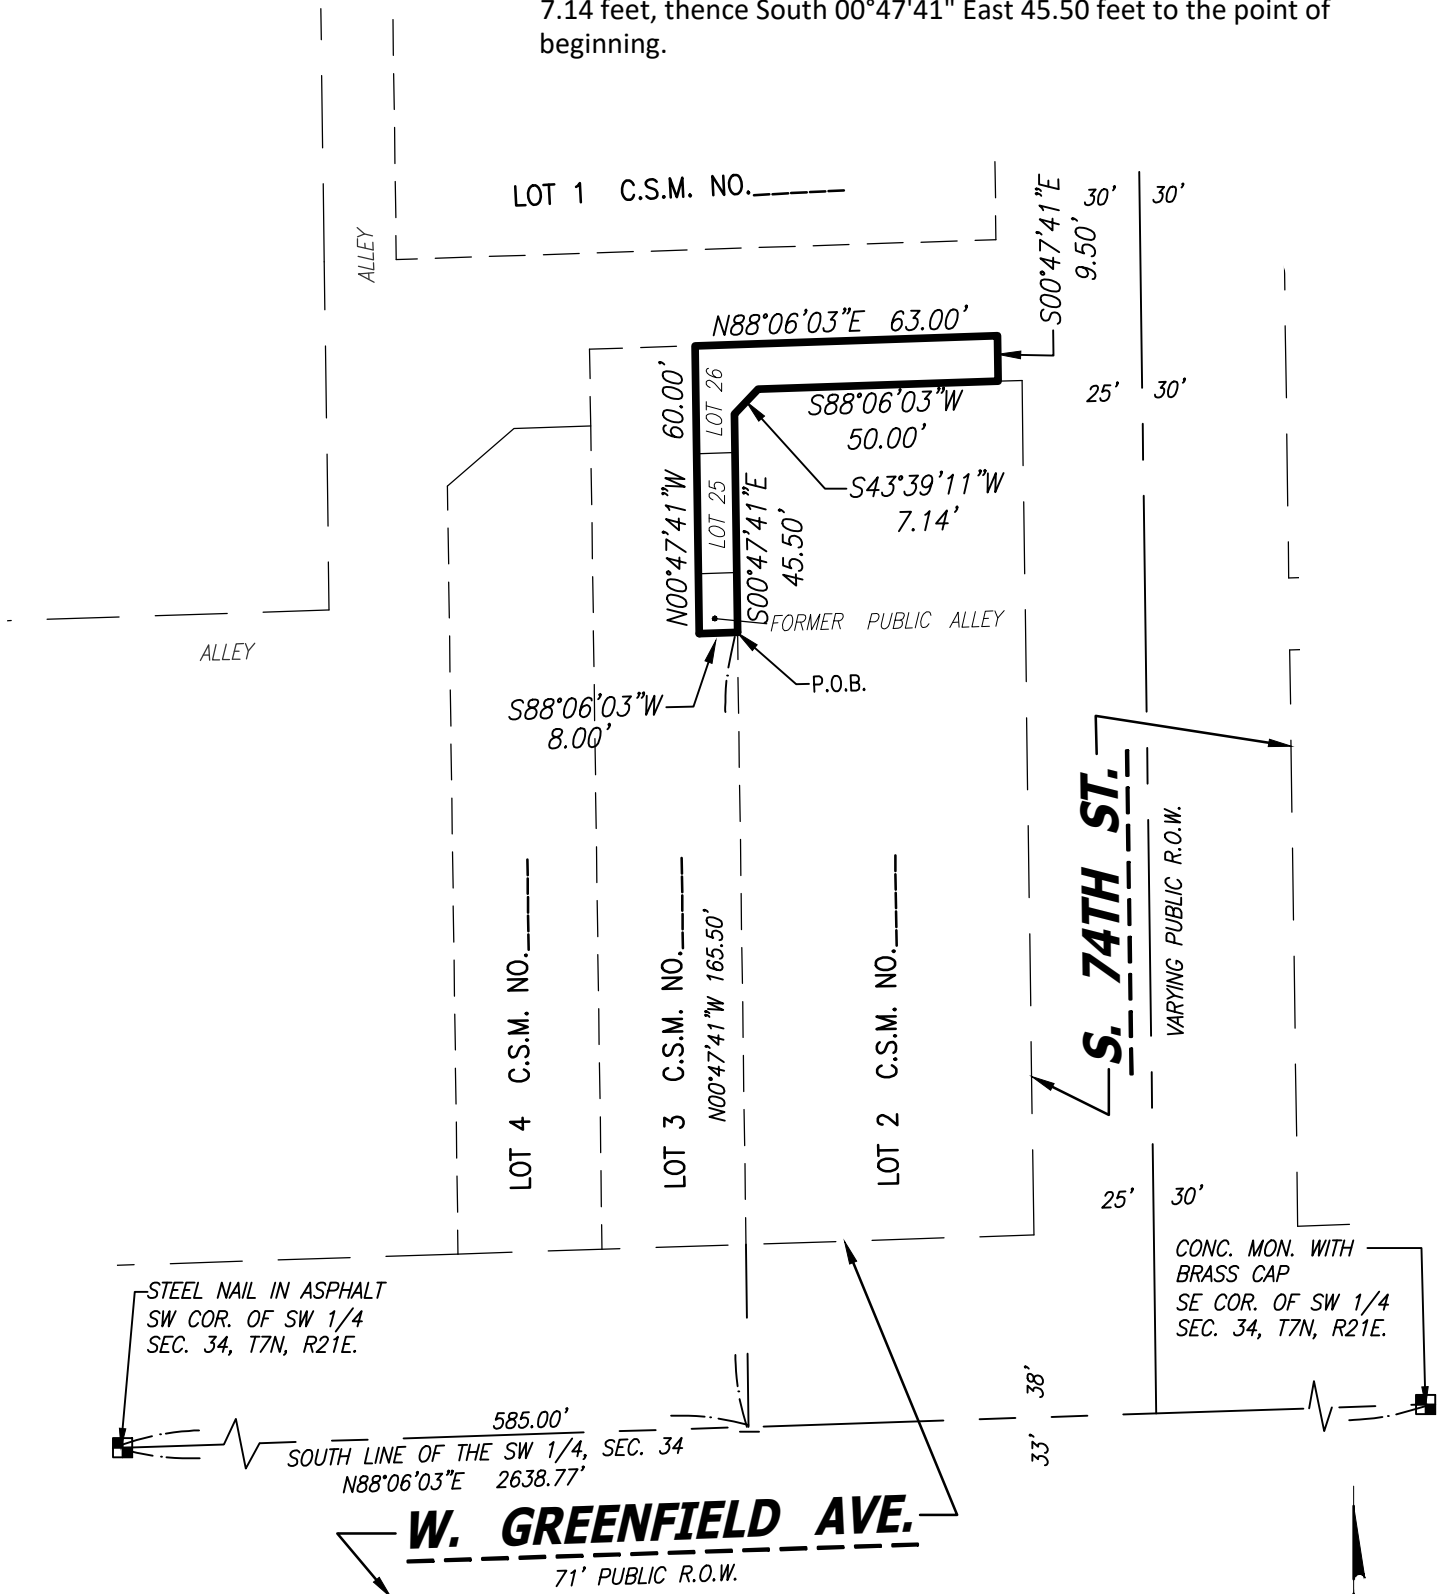 7.14 feet, thence South 00°47'41" East 45.50 feet to the point of
beginning.
LOT 1 C.S.M. NO._____
ALLEY
S00°47'41"E
9.50'
30'
30'
N88°06'03"E 63.00'
60.00'
N00°47'41"W
LOT 26
LOT 25
S88°06'03"W
50.00'
25'
30'
S43°39'11"W
7.14'
S00°47'41"E
45.50'
FORMER PUBLIC ALLEY
ALLEY
P.O.B.
S88°06'03"W
8.00'
S. 74TH ST.
VARYING PUBLIC R.O.W.
LOT 4 C.S.M. NO._____
LOT 3 C.S.M. NO._____
N00°47'41"W 165.50'
LOT 2 C.S.M. NO._____
25'
30'
STEEL NAIL IN ASPHALT
SW COR. OF SW 1/4
SEC. 34, T7N, R21E.
CONC. MON. WITH
BRASS CAP
SE COR. OF SW 1/4
SEC. 34, T7N, R21E.
38'
33'
585.00'
SOUTH LINE OF THE SW 1/4, SEC. 34
N88°06'03"E 2638.77'
W. GREENFIELD AVE.
71' PUBLIC R.O.W.